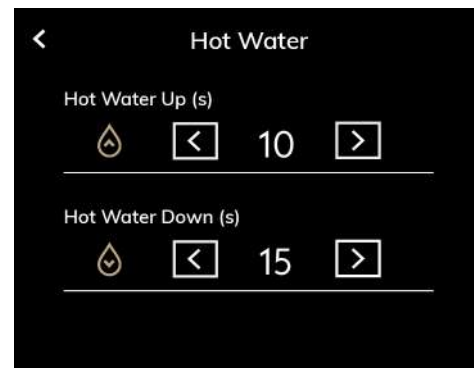 Hot Water
Hot Water Up (s)
10
Hot Water Down (s)
15